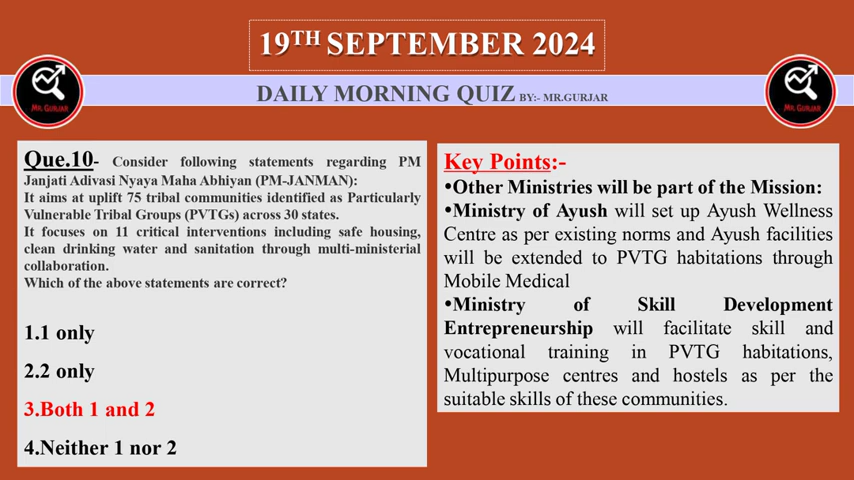 19TH SEPTEMBER 2024
DAILY MORNING QUIZ BY:- MR.GURJAR
MR.GURJAR
MR.GURJAR
Que.10- Consider following statements regarding PM
Janjati Adivasi Nyaya Maha Abhiyan (PM-JANMAN):
It aims at uplift 75 tribal communities identified as Particularly
Vulnerable Tribal Groups (PVTGs) across 30 states.
It focuses on 11 critical interventions including safe housing,
clean drinking water and sanitation through multi-ministerial
collaboration.
Which of the above statements are correct?
1.1 only
2.2 only
3.Both 1 and 2
4.Neither 1 nor 2
Key Points:-
•Other Ministries will be part of the Mission:
•Ministry of Ayush will set up Ayush Wellness
Centre as per existing norms and Ayush facilities
will be extended to PVTG habitations through
Mobile Medical
•Ministry of Skill Development
Entrepreneurship will facilitate skill and
vocational training in PVTG habitations,
Multipurpose centres and hostels as per the
suitable skills of these communities.